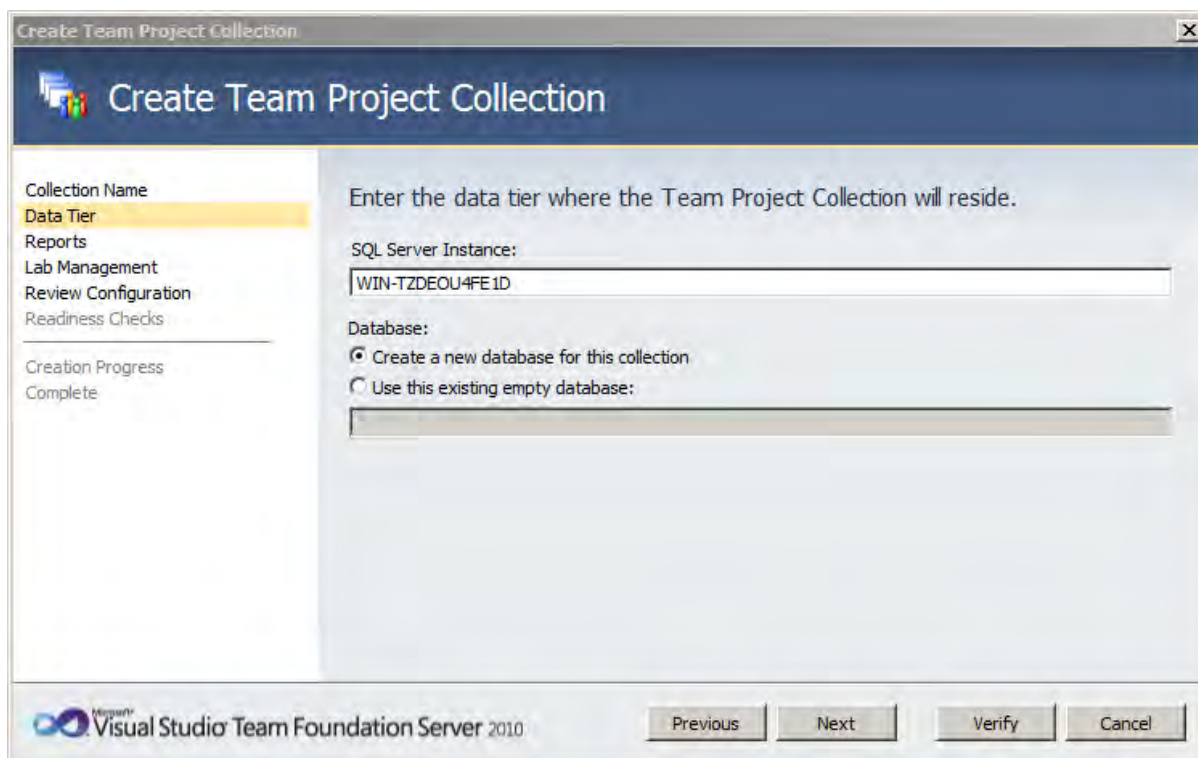 Create Team Project Collection
Create Team Project Collection
Collection Name
Data Tier
Reports
Lab Management
Review Configuration
Readiness Checks
Creation Progress
Complete
Enter the data tier where the Team Project Collection will reside.
SQL Server Instance:
WIN-TZDEOU4FE1D
Database:
Create a new database for this collection
Use this existing empty database:
Microsoft
Visual Studio Team Foundation Server 2010
Previous Next Verify Cancel